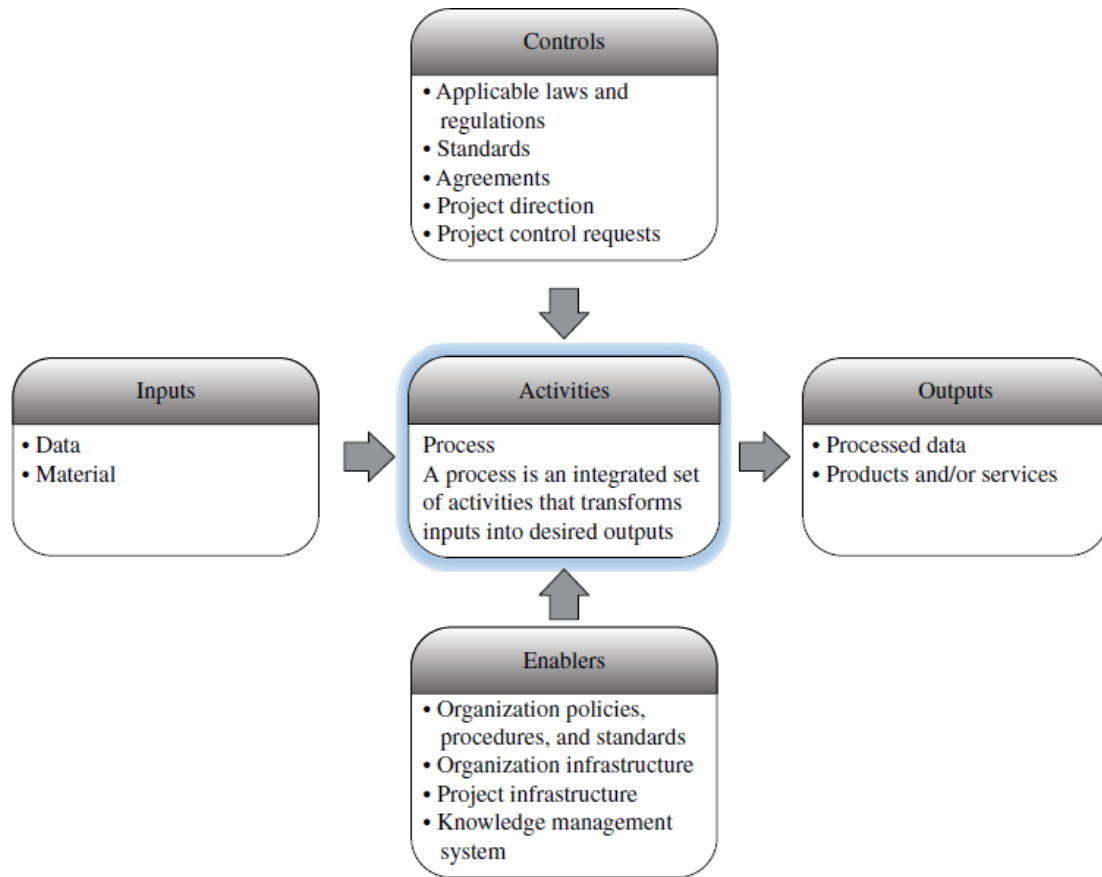 Controls
• Applicable laws and
regulations
• Standards
• Agreements
• Project direction
• Project control requests
Inputs
• Data
• Material
Activities
Process
A process is an integrated set
of activities that transforms
inputs into desired outputs
Outputs
• Processed data
• Products and/or services
Enablers
• Organization policies,
procedures, and standards
• Organization infrastructure
• Project infrastructure
• Knowledge management
system